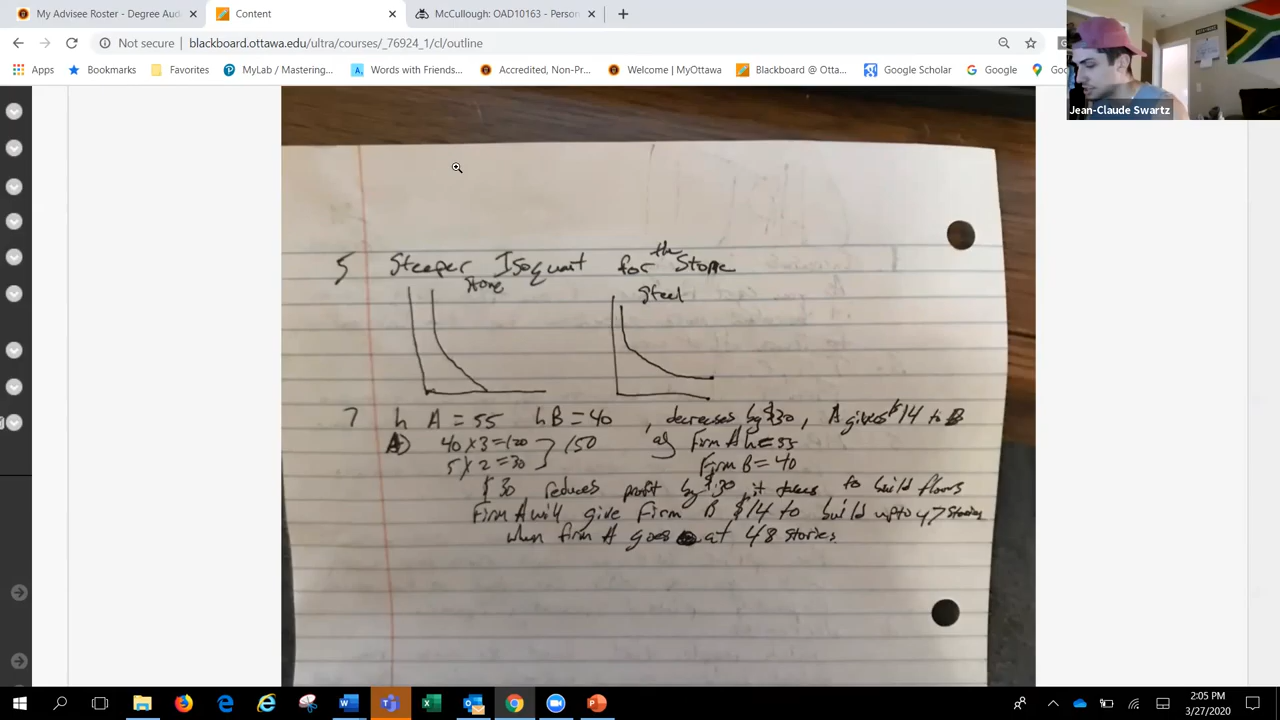 My Advisee Roster - Degree Aud
Content
McCullough: OAD10163 - Person
Not secure
blackboard.ottawa.edu/ultra/courses/_76924_1/cl/outline
Apps
Bookmarks
Favorites
MyLab / Mastering...
Words with Friends...
Accredited, Non-Pr...
Welcome | MyOttawa
Blackboard @ Otta...
Google Scholar
Google
Goo
Jean-Claude Swartz
5 Steeper Isoquant for the Stone
Stone
Steel
7 h A = 55 h B = 40 , decreases by $30, A gives $14 to B
A) 40 x 3 = 120
5 x 2 = 30
150
a) Firm A h = 55
Firm B = 40
$30 reduces profit by $30, it takes to build floors
Firm A will give Firm B $14 to build up to 47 stories
when firm A goes at 48 stories.
2:05 PM
3/27/2020